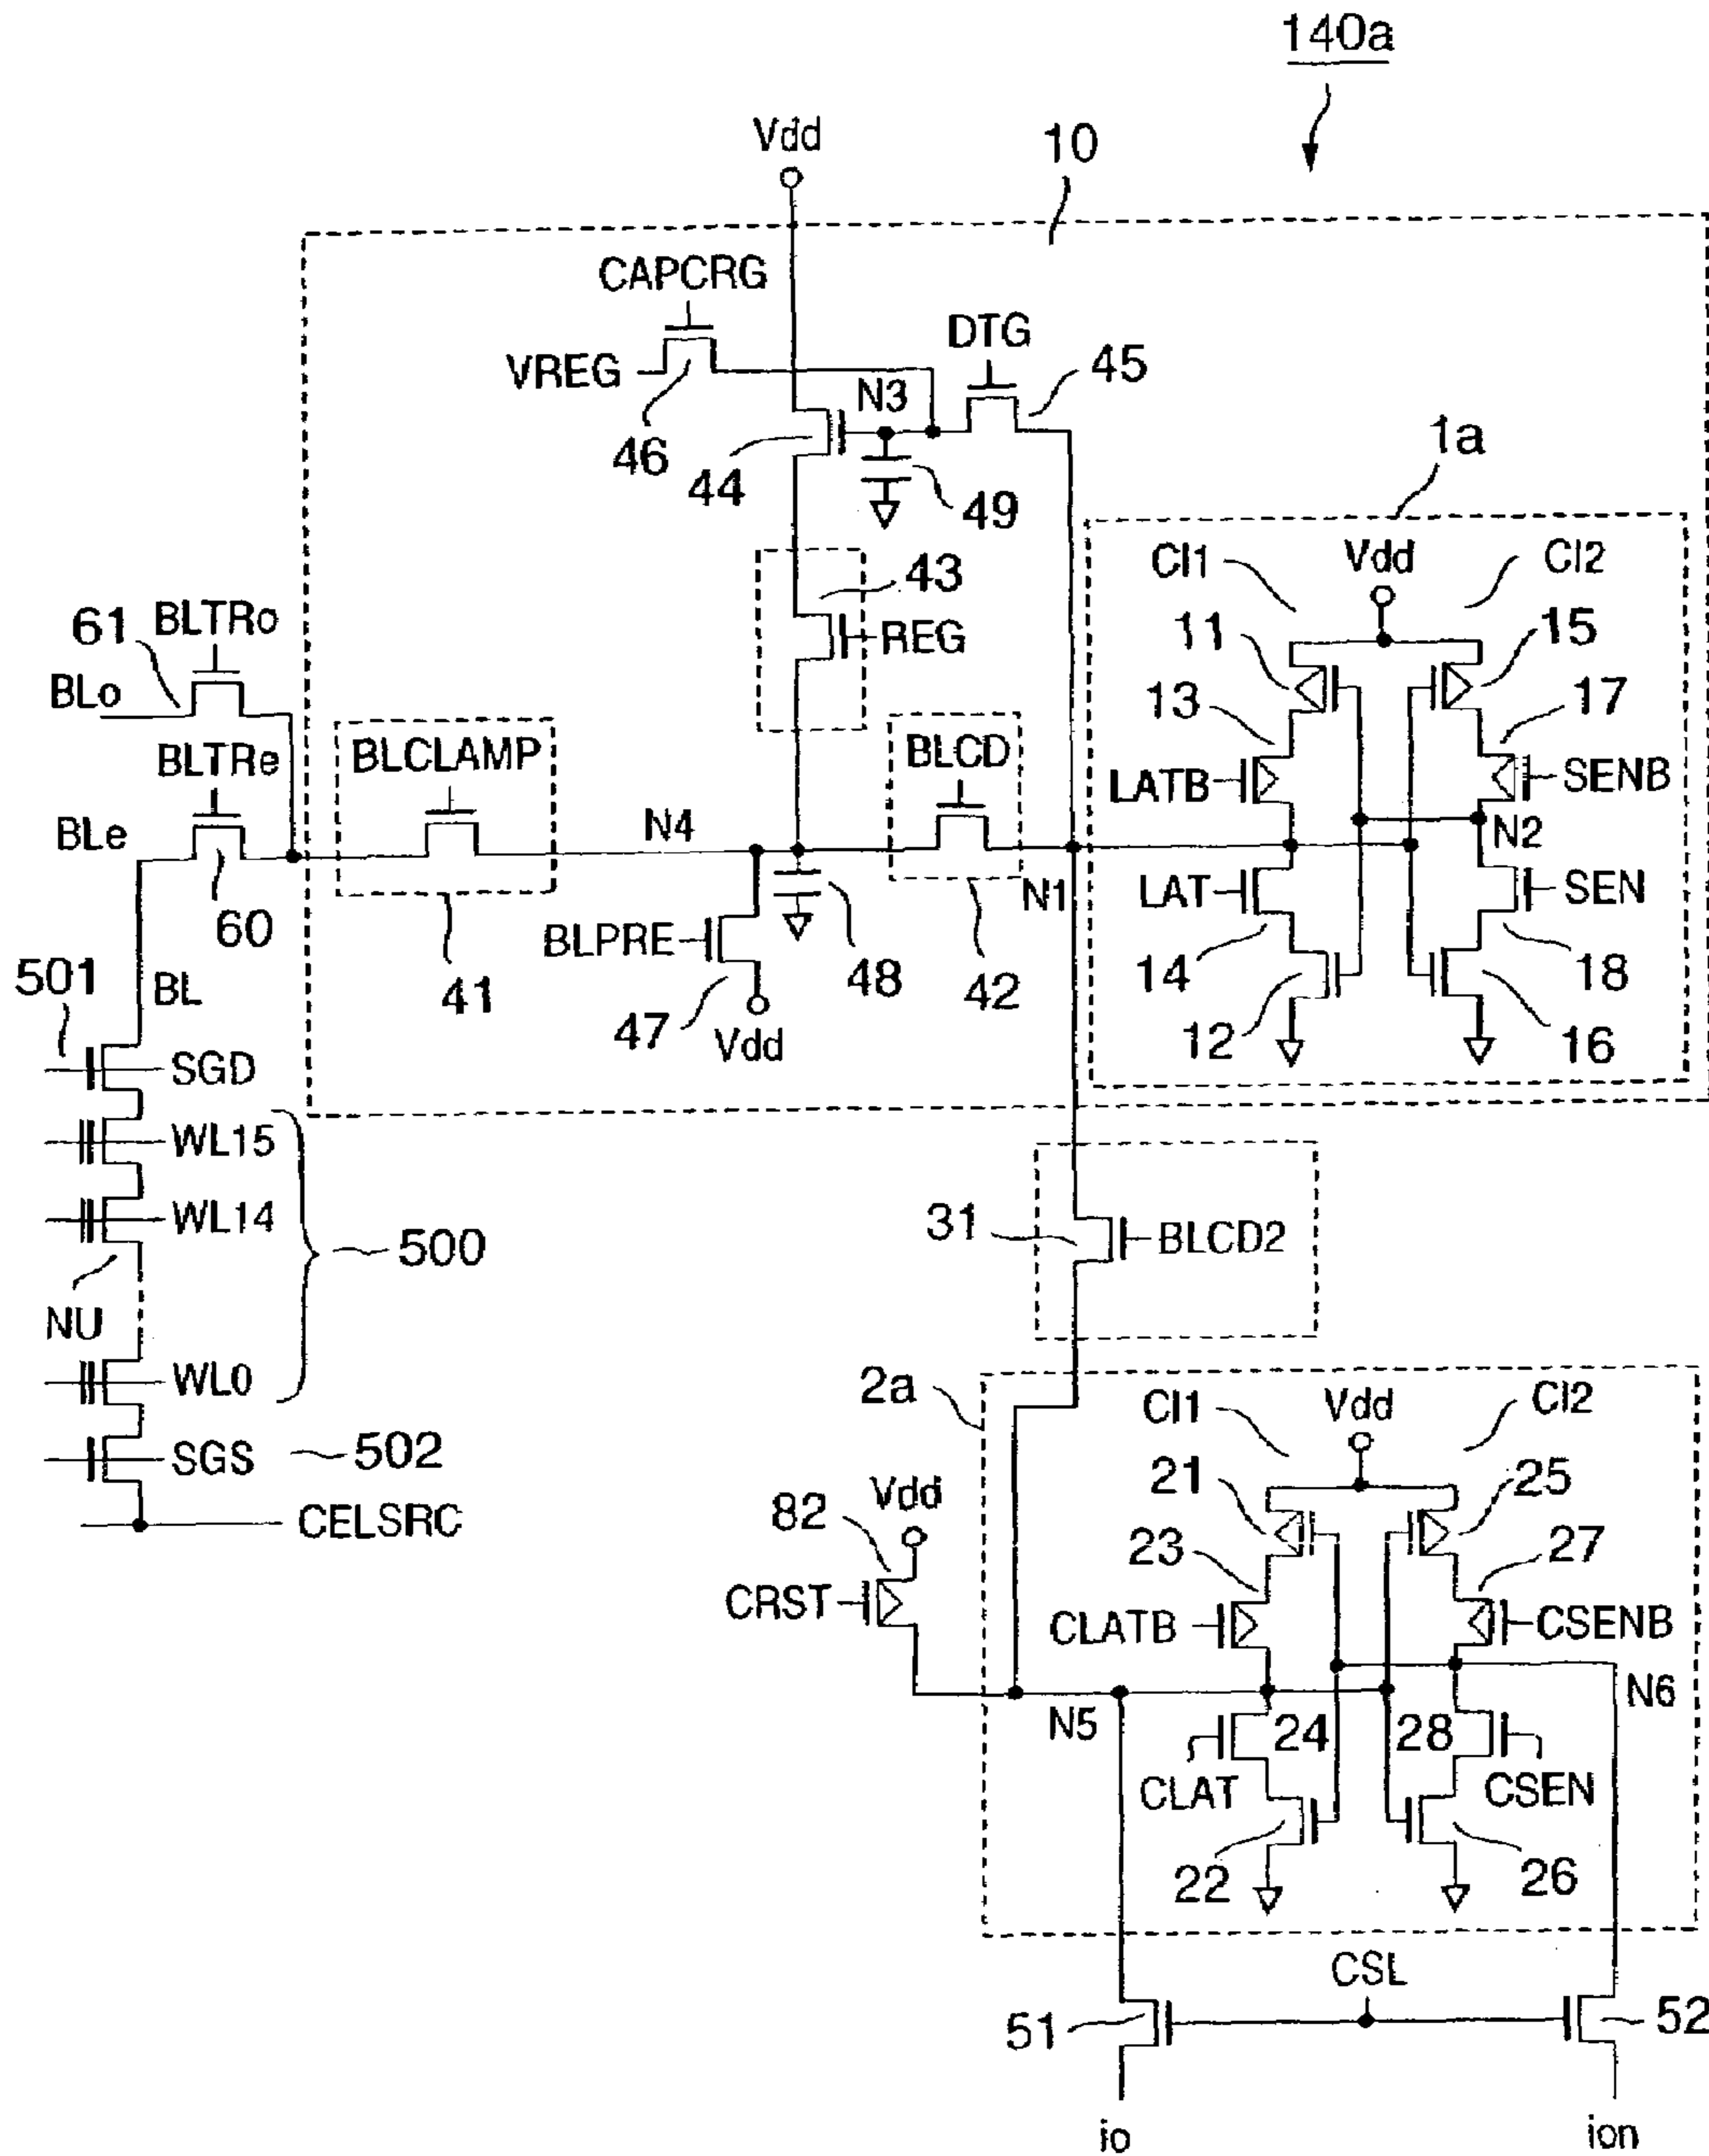 140a
Vdd
10
CAPCRG
DTG
45
VREG
N3
46
44
49
1a
CI1
Vdd
CI2
43
REG
11
15
13
17
61
BLTRo
BLo
BLTRe
BLCLAMP
BLCD
LATB
SENB
BLe
N4
N2
N1
LAT
SEN
60
BLPRE
48
14
18
501
BL
41
47
Vdd
42
12
16
SGD
WL15
WL14
500
31
BLCD2
NU
WL0
2a
CI1
Vdd
CI2
SGS
502
21
25
CELSRC
82
Vdd
23
27
CRST
CLATB
CSENB
N5
24
28
N6
CLAT
CSEN
22
26
CSL
51
52
io
ion